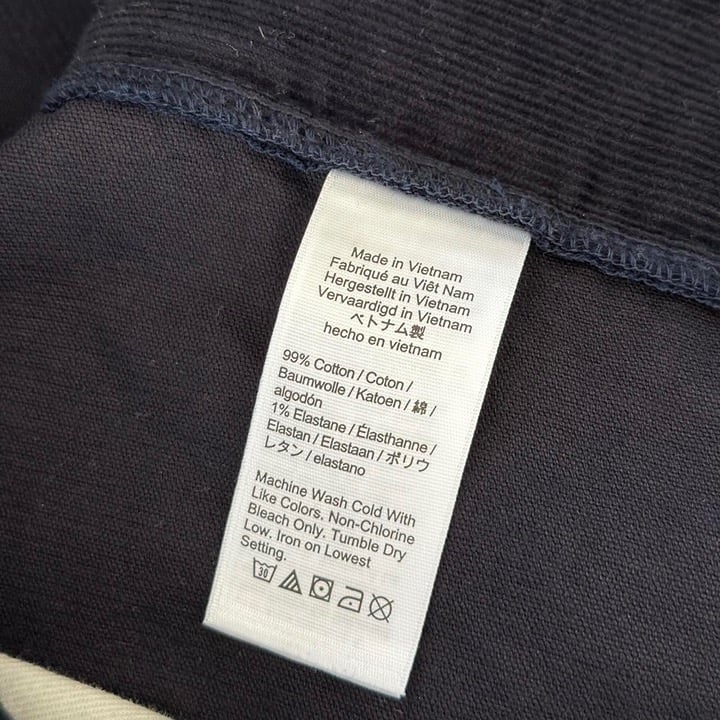 Made in Vietnam
Fabriqué au Viêt Nam
Hergestellt in Vietnam
Vervaardigd in Vietnam
ベトナム製
hecho en vietnam
99% Cotton / Coton /
Baumwolle / Katoen / 綿 /
algodón
1% Elastane / Élasthanne /
Elastan / Elastaan / ポリウ
レタン / elastano
Machine Wash Cold With
Like Colors. Non-Chlorine
Bleach Only. Tumble Dry
Low. Iron on Lowest
Setting.
30